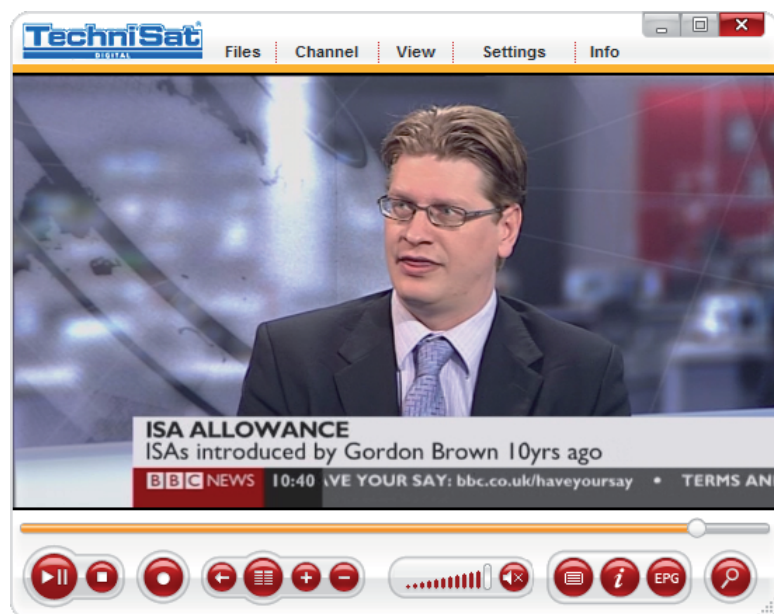 TechniSat
DIGITAL
Files Channel View Settings Info
ISA ALLOWANCE
ISAs introduced by Gordon Brown 10yrs ago
BBC NEWS 10:40 AVE YOUR SAY: bbc.co.uk/haveyoursay • TERMS AN
i EPG